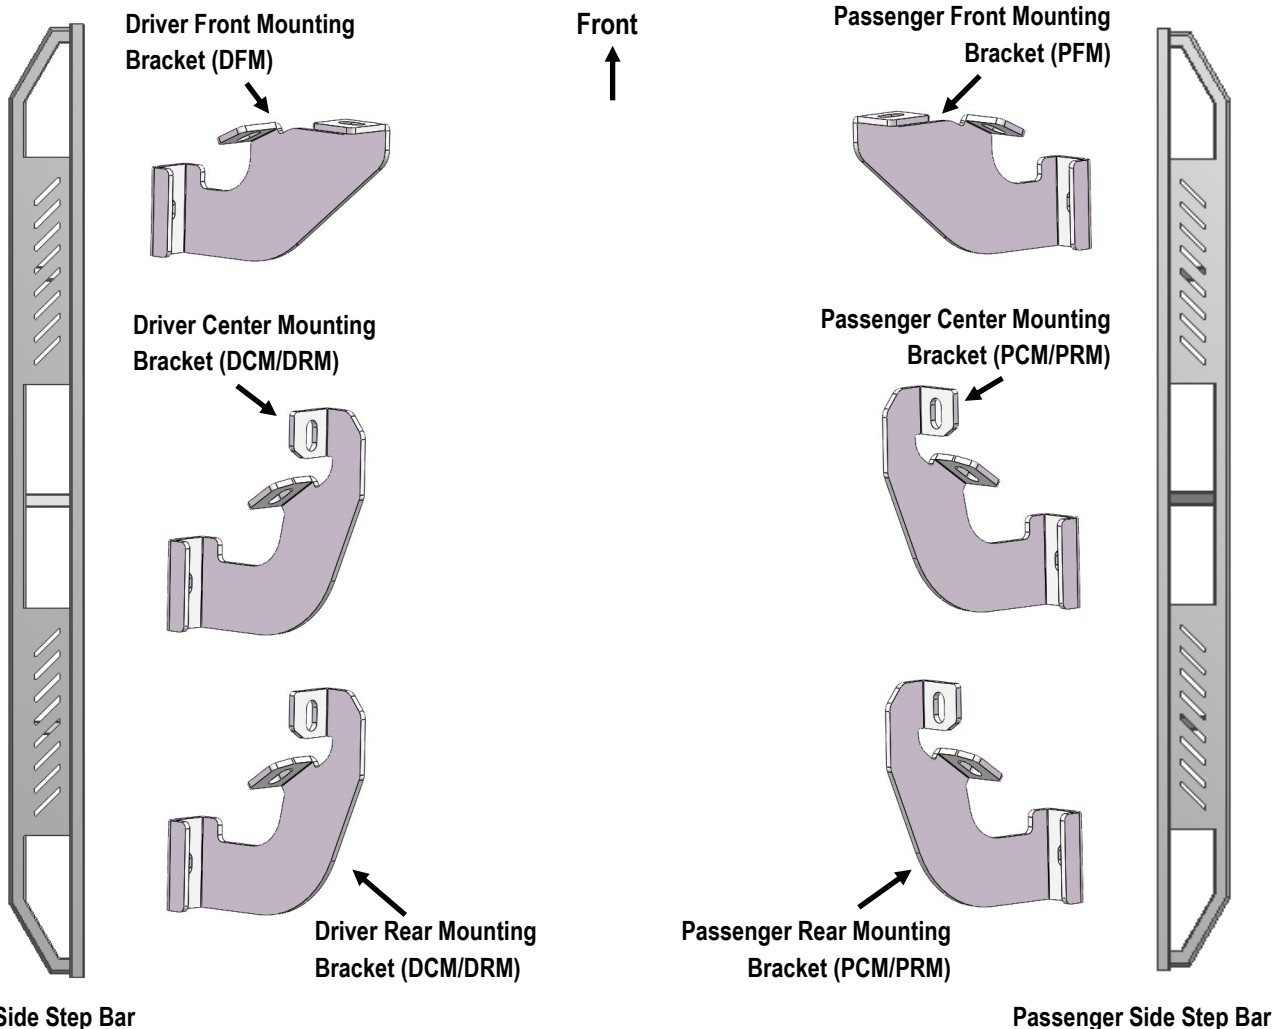 Driver Front Mounting
Bracket (DFM)
Front
Passenger Front Mounting
Bracket (PFM)
Driver Center Mounting
Bracket (DCM/DRM)
Passenger Center Mounting
Bracket (PCM/PRM)
Driver Rear Mounting
Bracket (DCM/DRM)
Passenger Rear Mounting
Bracket (PCM/PRM)
Side Step Bar
Passenger Side Step Bar